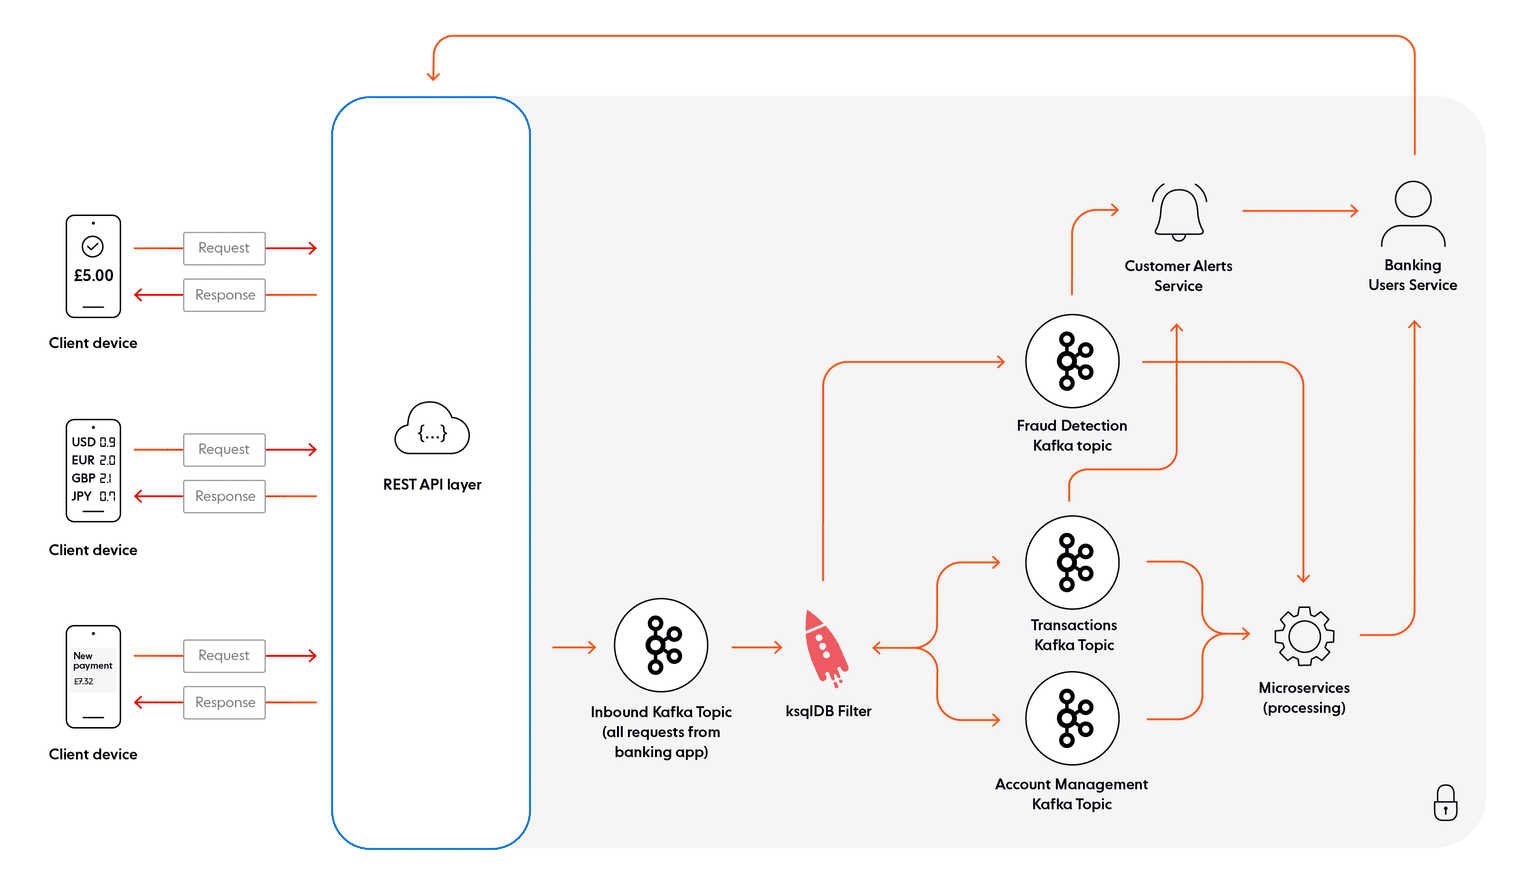 £5.00
Request
Response
Client device
USD 0.9
EUR 2.0
GBP 2.1
JPY 0.7
Request
Response
Client device
New
payment
£7.32
Request
Response
Client device
{...}
REST API layer
Inbound Kafka Topic
(all requests from
banking app)
ksqlDB Filter
Fraud Detection
Kafka topic
Transactions
Kafka Topic
Account Management
Kafka Topic
Customer Alerts
Service
Banking
Users Service
Microservices
(processing)